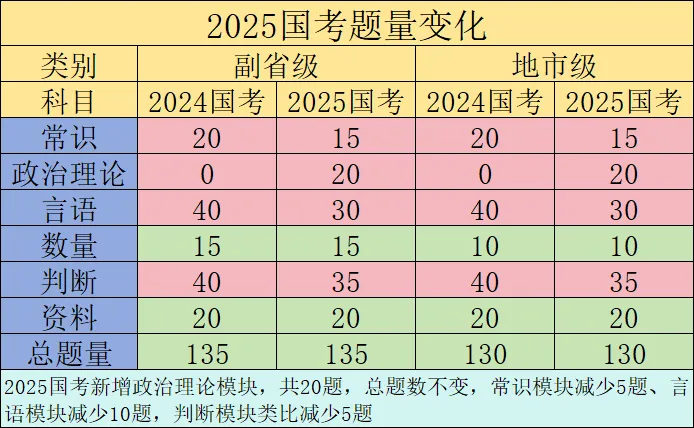 2025国考题量变化
类别 副省级 地市级
科目 2024国考 2025国考 2024国考 2025国考
常识 20 15 20 15
政治理论 0 20 0 20
言语 40 30 40 30
数量 15 15 10 10
判断 40 35 40 35
资料 20 20 20 20
总题量 135 135 130 130
2025国考新增政治理论模块，共20题，总题数不变，常识模块减少5题、言
语模块减少10题，判断模块类比减少5题